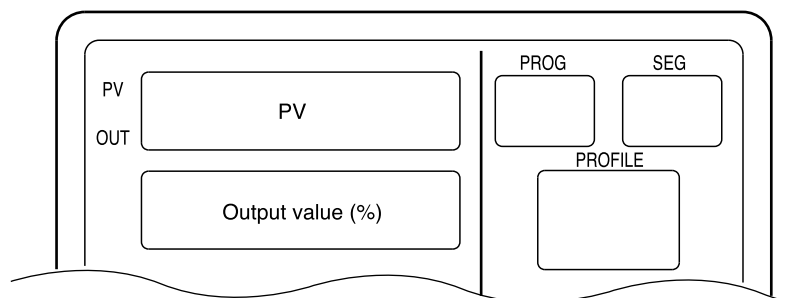 PROG SEG
PV
PV
OUT
PROFILE
Output value (%)